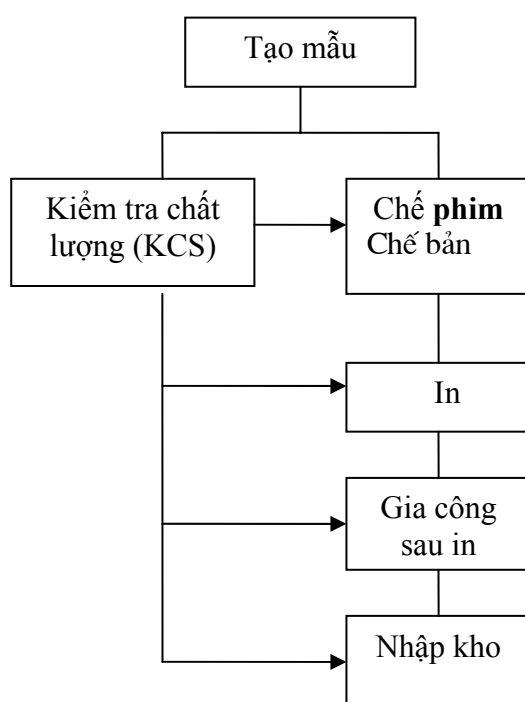 Tạo mẫu
Kiểm tra chất
lượng (KCS)
Chế phim
Chế bản
In
Gia công
sau in
Nhập kho